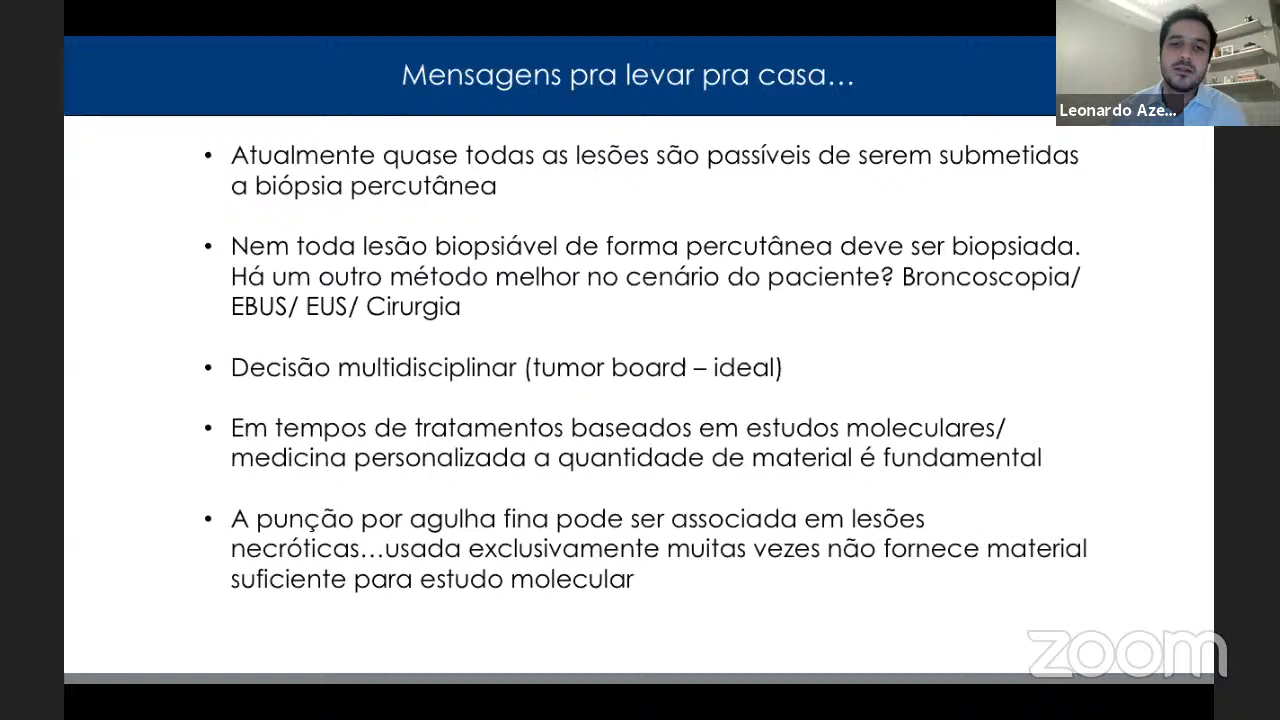 Mensagens pra levar pra casa...
Leonardo Aze...
• Atualmente quase todas as lesões são passíveis de serem submetidas
a biópsia percutânea
• Nem toda lesão biopsiável de forma percutânea deve ser biopsiada.
Há um outro método melhor no cenário do paciente? Broncoscopia/
EBUS/ EUS/ Cirurgia
• Decisão multidisciplinar (tumor board – ideal)
• Em tempos de tratamentos baseados em estudos moleculares/
medicina personalizada a quantidade de material é fundamental
• A punção por agulha fina pode ser associada em lesões
necróticas...usada exclusivamente muitas vezes não fornece material
suficiente para estudo molecular
zoom